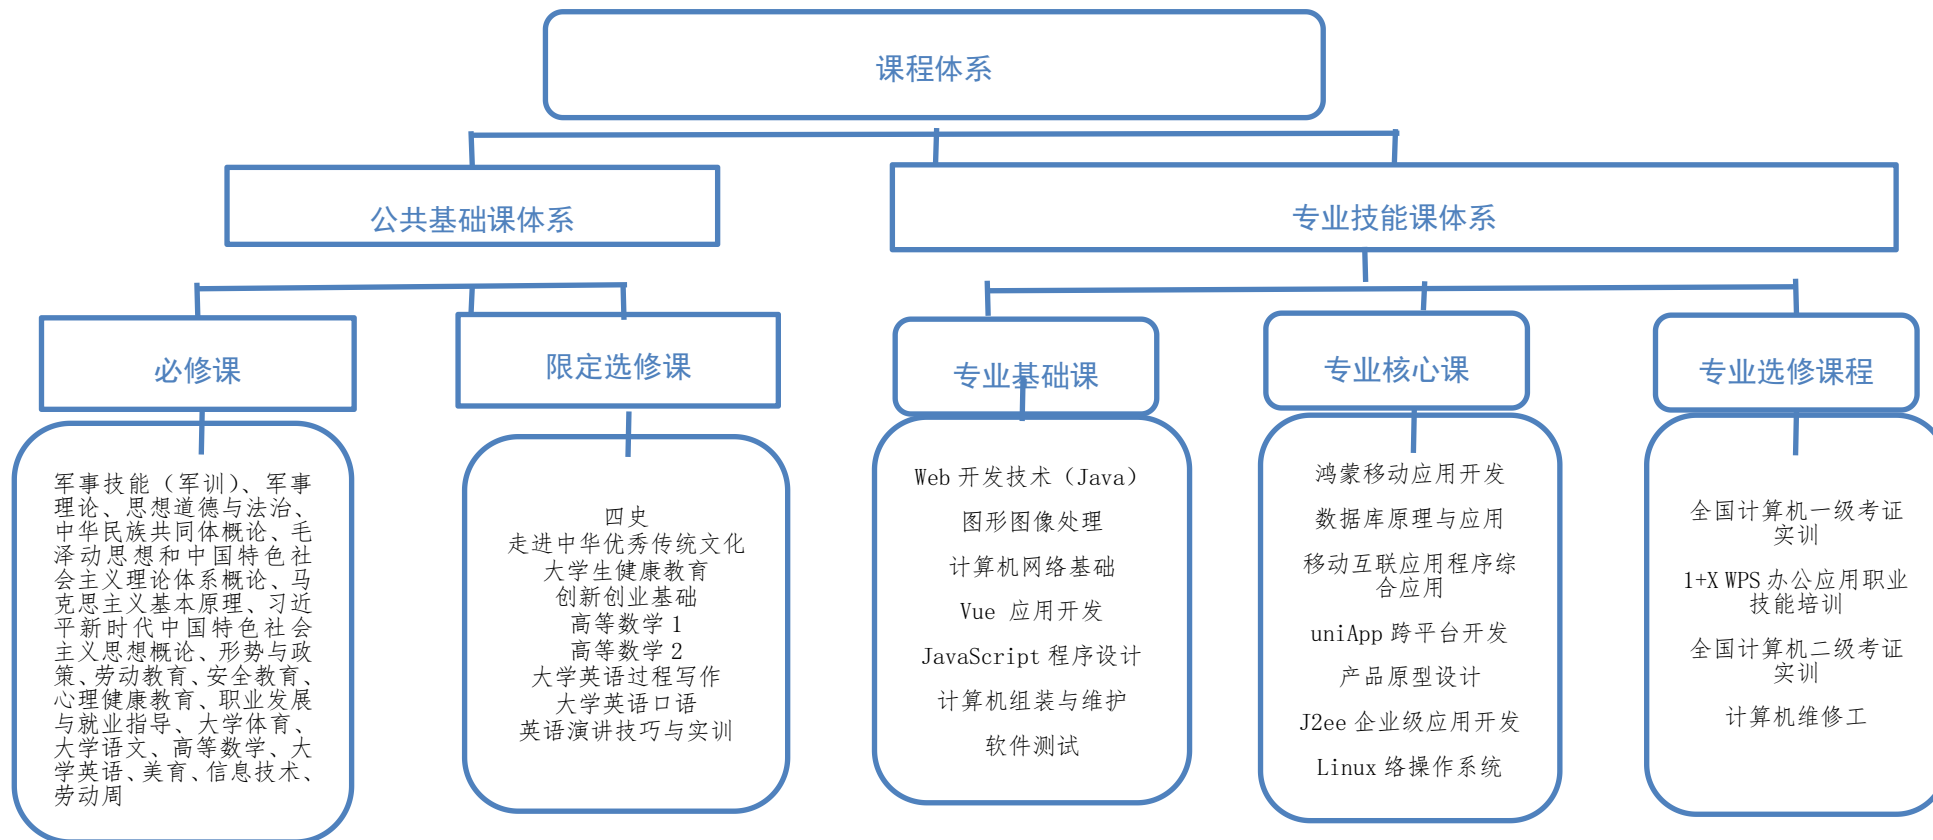 课程体系
公共基础课体系
专业技能课体系
必修课
限定选修课
专业基础课
专业核心课
专业选修课程
军事技能（军训）、军事
理论、思想道德与法治、
中华民族共同体概论、毛
泽动思想和中国特色社
会主义理论体系概论、马
克思主义基本原理、习近
平新时代中国特色社会
主义思想概论、形势与政
策、劳动教育、安全教育、
心理健康教育、职业发展
与就业指导、大学体育、
大学语文、高等数学、大
学英语、美育、信息技术、
劳动周
四史
走进中华优秀传统文化
大学生健康教育
创新创业基础
高等数学 1
高等数学 2
大学英语过程写作
大学英语口语
英语演讲技巧与实训
Web 开发技术（Java）
图形图像处理
计算机网络基础
Vue 应用开发
JavaScript 程序设计
计算机组装与维护
软件测试
鸿蒙移动应用开发
数据库原理与应用
移动互联应用程序综
合应用
uniApp 跨平台开发
产品原型设计
J2ee 企业级应用开发
Linux 络操作系统
全国计算机一级考证
实训
1+X WPS 办公应用职业
技能培训
全国计算机二级考证
实训
计算机维修工